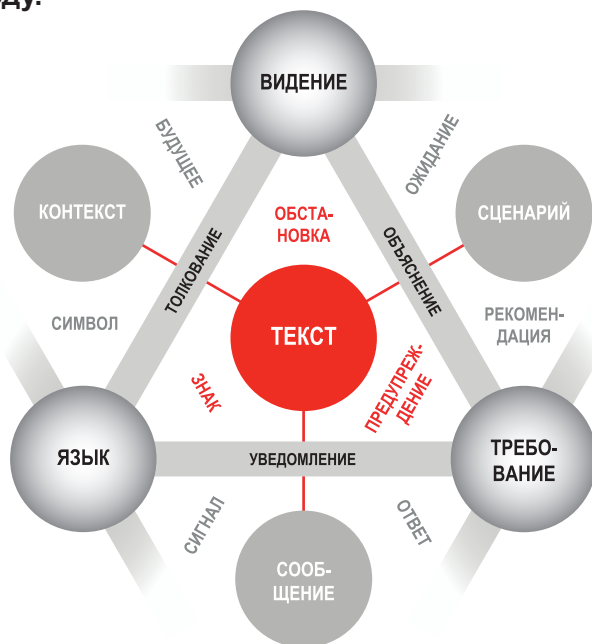 ду.
ВИДЕНИЕ
БУДУЩЕЕ
ОЖИДАНИЕ
КОНТЕКСТ
ОБСТА-
НОВКА
СЦЕНАРИЙ
ТОЛКОВАНИЕ
ОБЪЯСНЕНИЕ
СИМВОЛ
ТЕКСТ
РЕКОМЕН-
ДАЦИЯ
ЗНАК
ПРЕДУПРЕЖ-
ДЕНИЕ
ЯЗЫК
УВЕДОМЛЕНИЕ
ТРЕБО-
ВАНИЕ
СИГНАЛ
ОТВЕТ
СООБ-
ЩЕНИЕ